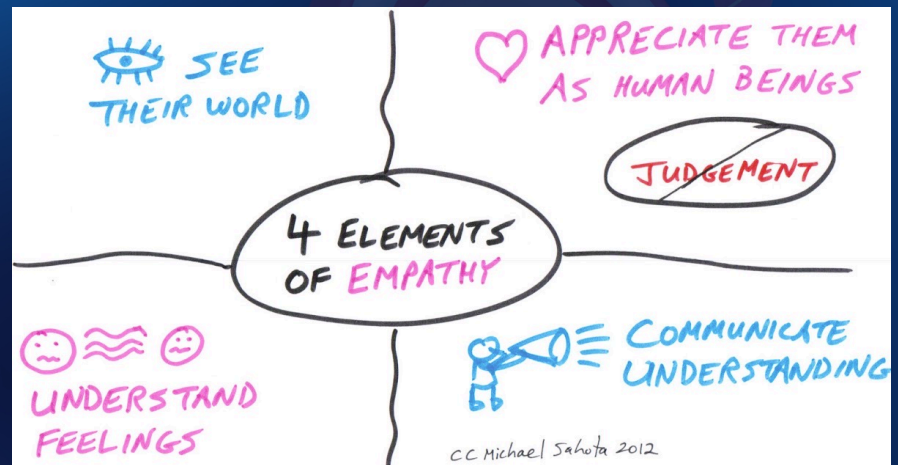 SEE
THEIR WORLD
APPRECIATE THEM
AS HUMAN BEINGS
JUDGEMENT
4 ELEMENTS
OF EMPATHY
UNDERSTAND
FEELINGS
COMMUNICATE
UNDERSTANDING
CC Michael Sahota 2012